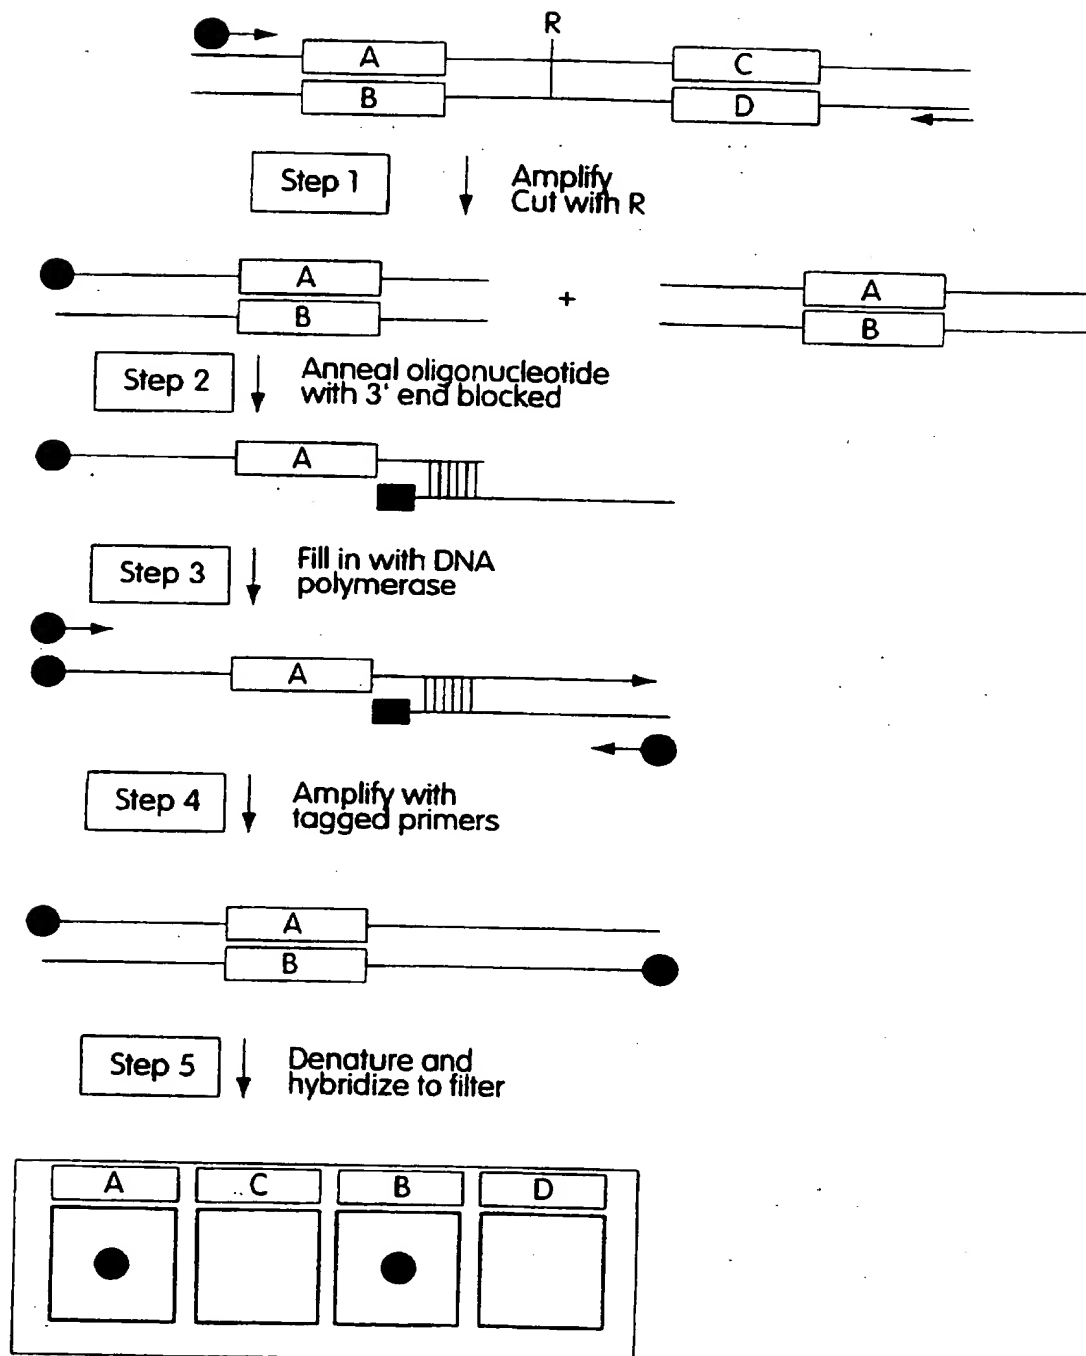 R
A
C
B
D
Step 1
Amplify
Cut with R
A
B
+
A
B
Step 2
Anneal oligonucleotide
with 3' end blocked
A
Step 3
Fill in with DNA
polymerase
A
Step 4
Amplify with
tagged primers
A
B
Step 5
Denature and
hybridize to filter
A
C
B
D